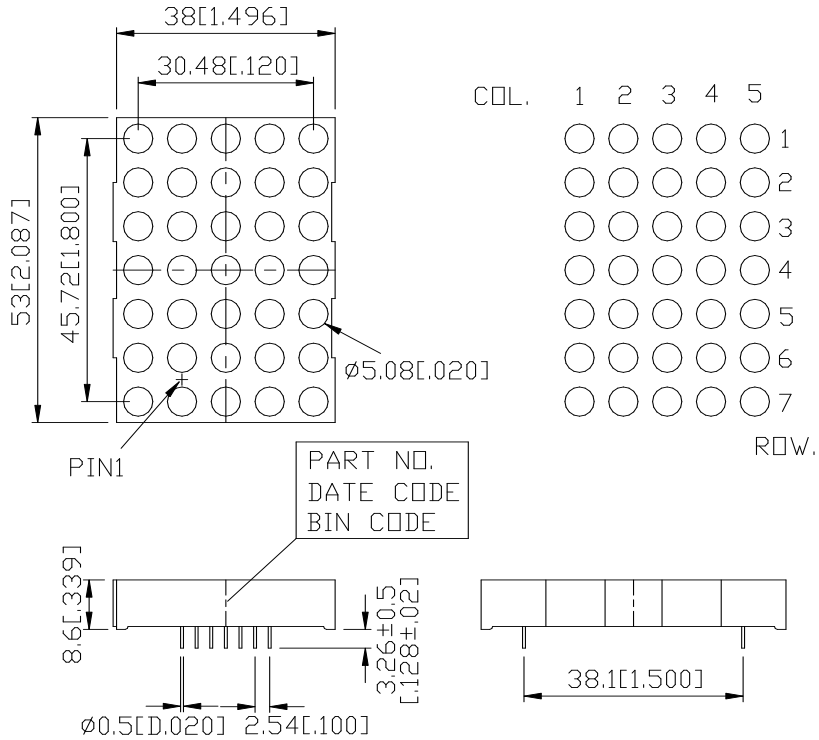 38[1.496]
30.48[.120]
COL. 1 2 3 4 5
1
2
3
4
5
6
7
ROW.
53[2.087]
45.72[1.800]
ø5.08[.020]
PIN1
PART NO.
DATE CODE
BIN CODE
8.6[.339]
3.26±0.5
[.128±.02]
38.1[1.500]
ø0.5[D.020]
2.54[.100]